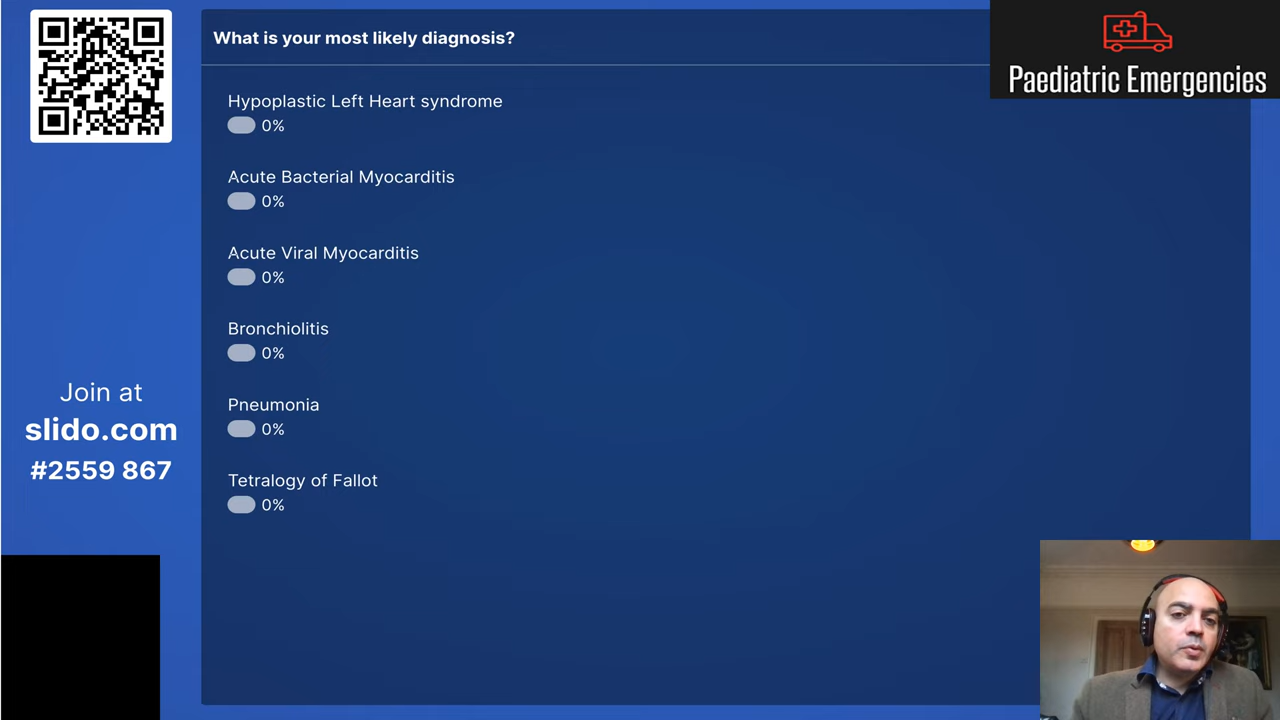 What is your most likely diagnosis?
Paediatric Emergencies
Hypoplastic Left Heart syndrome
0%
Acute Bacterial Myocarditis
0%
Acute Viral Myocarditis
0%
Bronchiolitis
0%
Pneumonia
0%
Tetralogy of Fallot
0%
Join at
slido.com
#2559 867